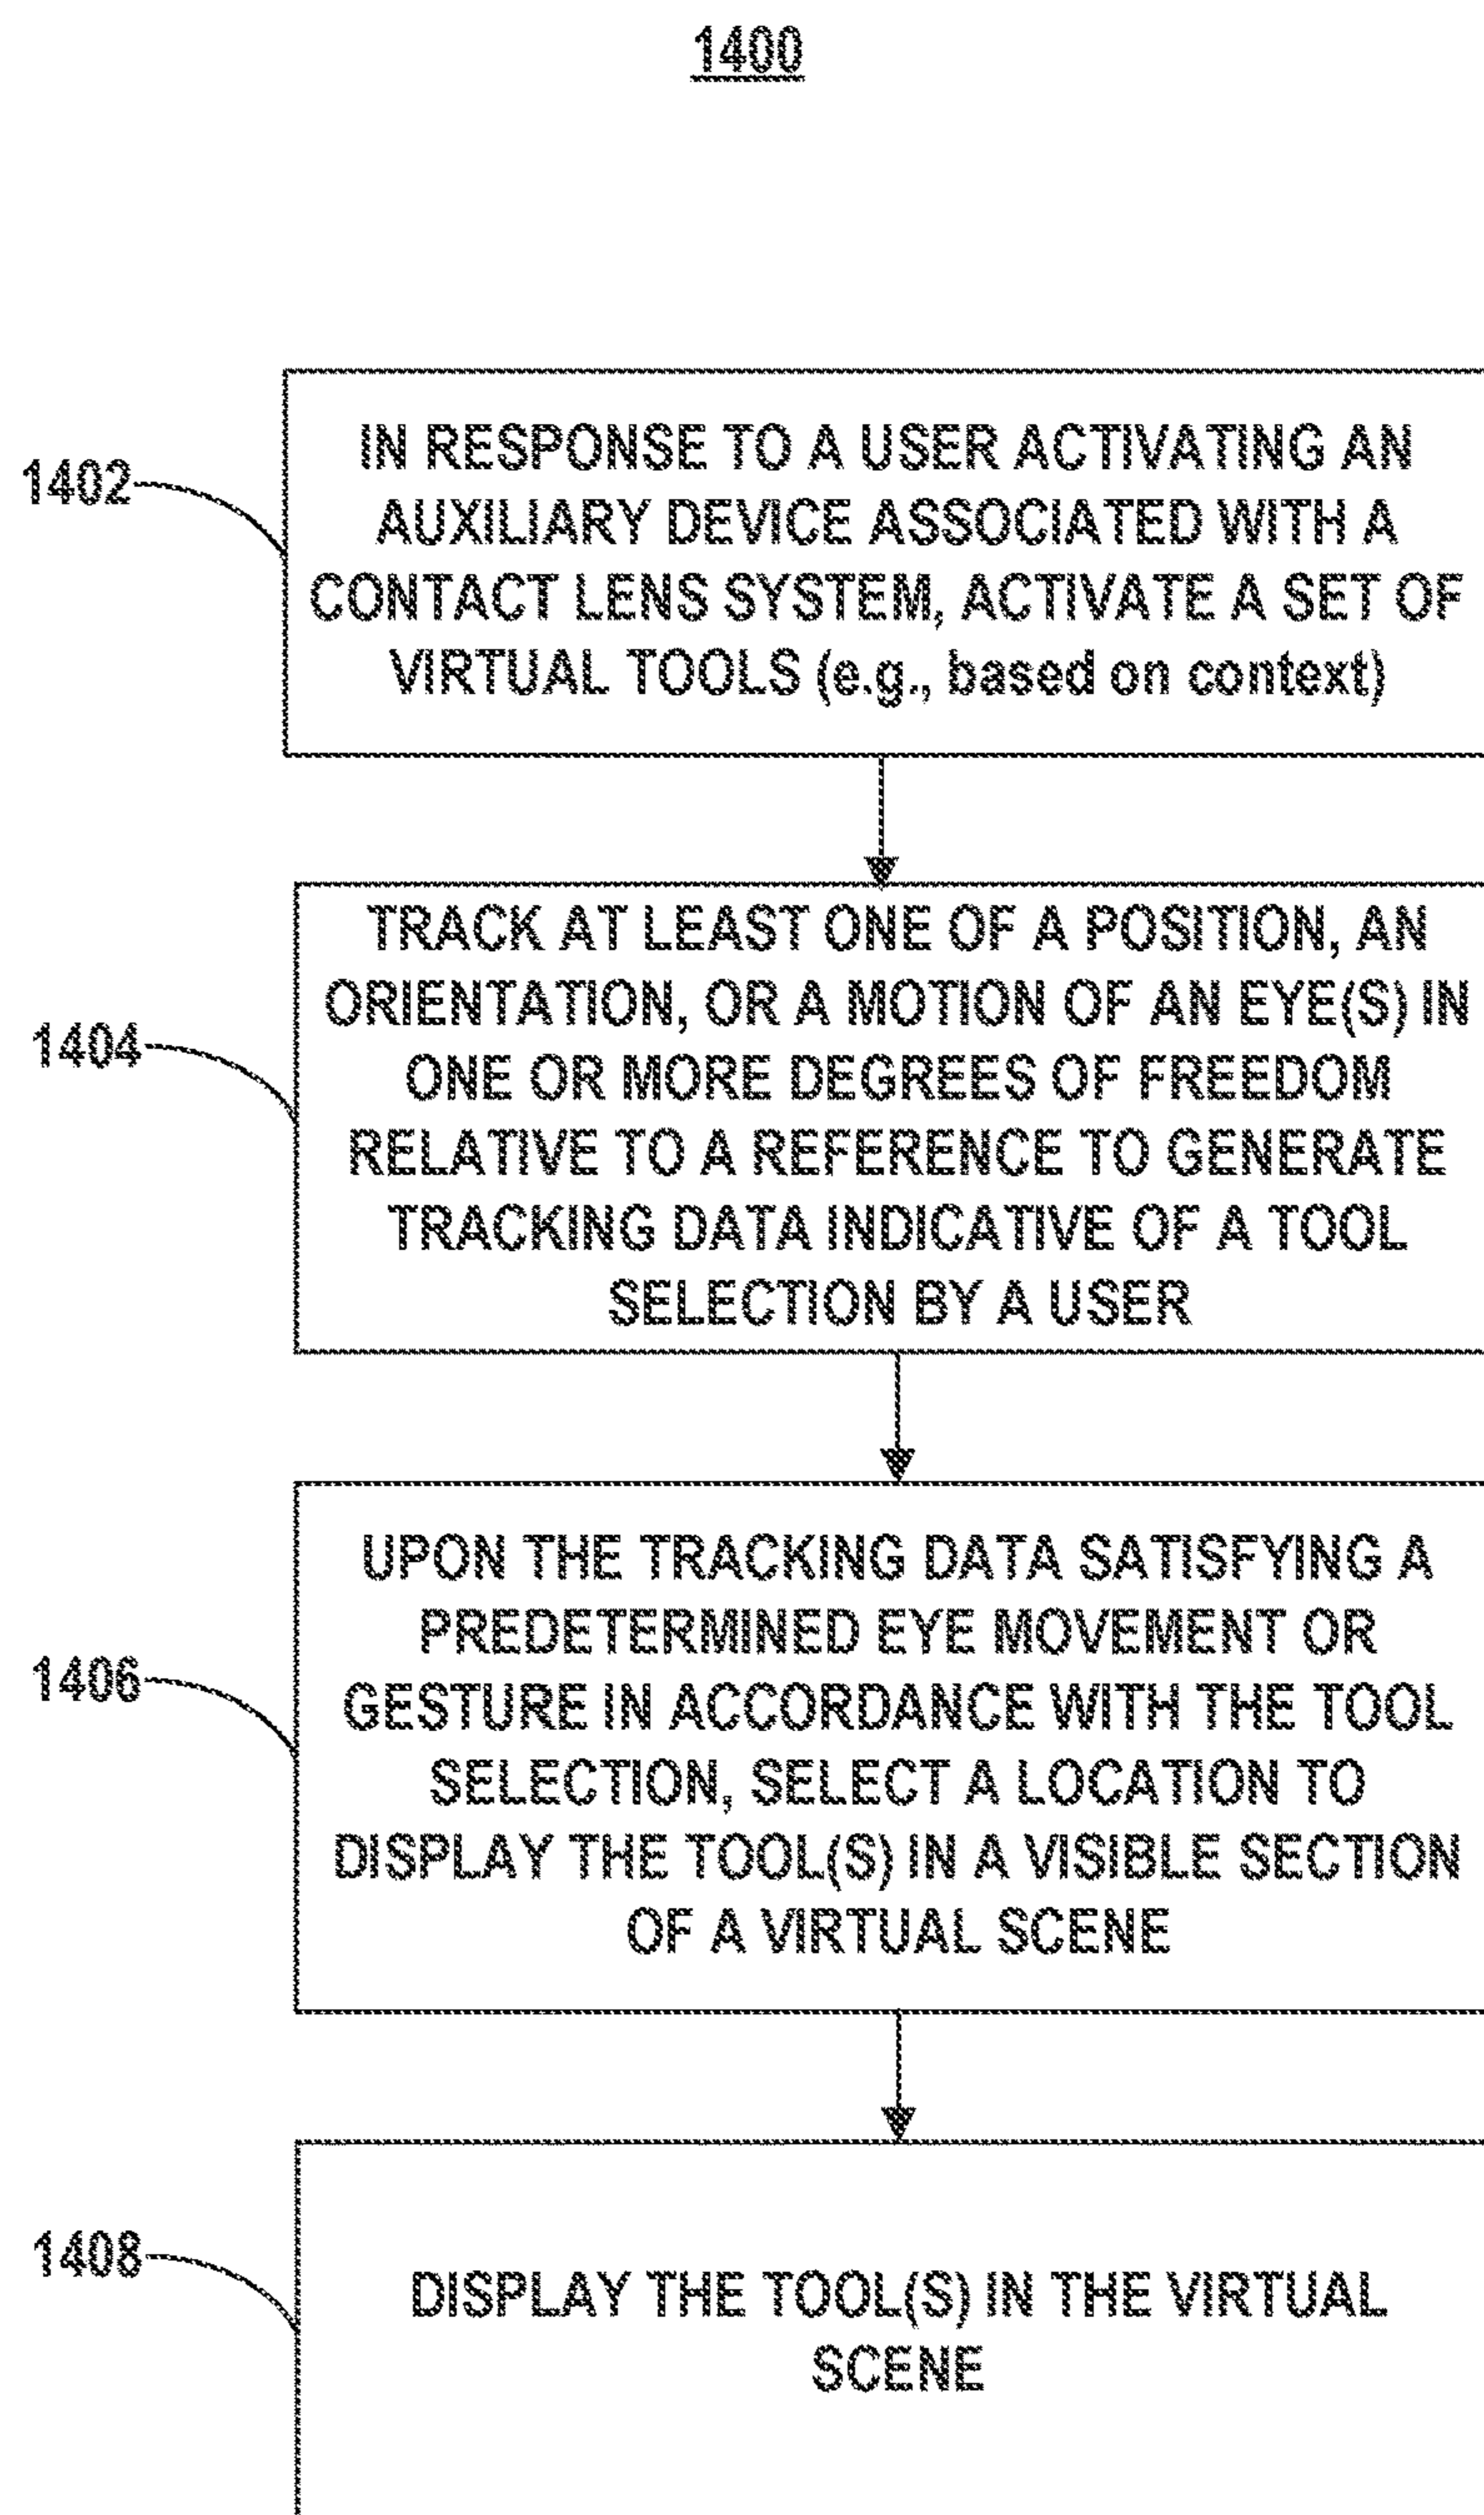 1400
1402
IN RESPONSE TO A USER ACTIVATING AN
AUXILIARY DEVICE ASSOCIATED WITH A
CONTACT LENS SYSTEM, ACTIVATE A SET OF
VIRTUAL TOOLS (e.g., based on context)
1404
TRACK AT LEAST ONE OF A POSITION, AN
ORIENTATION, OR A MOTION OF AN EYE(S) IN
ONE OR MORE DEGREES OF FREEDOM
RELATIVE TO A REFERENCE TO GENERATE
TRACKING DATA INDICATIVE OF A TOOL
SELECTION BY A USER
1406
UPON THE TRACKING DATA SATISFYING A
PREDETERMINED EYE MOVEMENT OR
GESTURE IN ACCORDANCE WITH THE TOOL
SELECTION, SELECT A LOCATION TO
DISPLAY THE TOOL(S) IN A VISIBLE SECTION
OF A VIRTUAL SCENE
1408
DISPLAY THE TOOL(S) IN THE VIRTUAL
SCENE